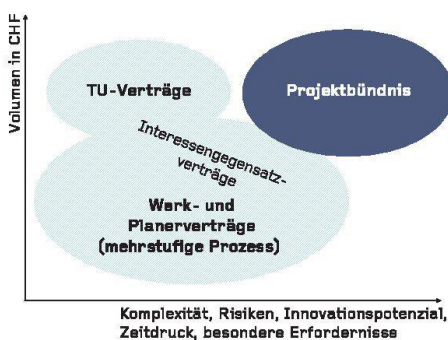 Volumen in CHF
TU-Verträge
Projektbündnis
Interessengegensatz-
verträge
Werk- und
Planerverträge
(mehrstufige Prozess)
Komplexität, Risiken, Innovationspotenzial,
Zeitdruck, besondere Erfordernisse